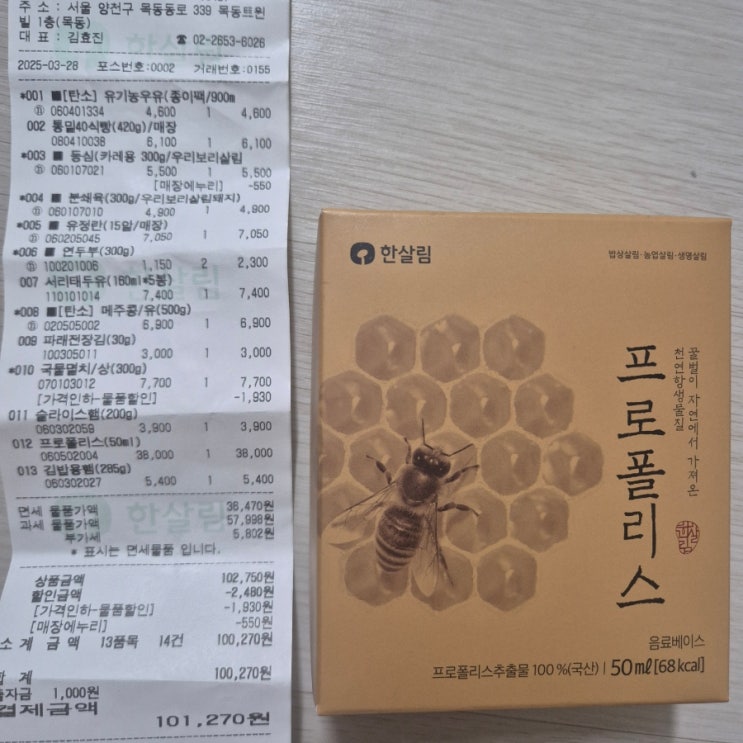 주 소 : 서울 양천구 목동동로 339 목동트윈
빌 1층(목동)
대 표 : 김효진 ☎ 02-2653-6026
2025-03-28 포스번호:0002 거래번호:0155
*001 ■[탄소] 유기농우유(종이팩/900m
㉥ 060401334 4,600 1 4,600
002 통밀40식빵(420g)/매장
080410038 6,100 1 6,100
*003 ■ 등심(카레용 300g/우리보리살림
㉥ 060107021 5,500 1 5,500
[매장에누리] -550
*004 ■ 분쇄육(300g/우리보리살림돼지)
㉥ 060107010 4,900 1 4,900
*005 ■ 유정란(15알/매장)
㉥ 060205045 7,050 1 7,050
*006 ■ 연두부(300g)
㉥ 100201006 1,150 2 2,300
007 서리태두유(160ml*5봉)
110101014 7,400 1 7,400
*008 ■[탄소] 메주콩/유(500g)
㉥ 020505002 6,900 1 6,900
009 파래전장김(30g)
100305011 3,000 1 3,000
*010 국물멸치/상(300g)
070103012 7,700 1 7,700
[가격인하-물품할인] -1,930
011 슬라이스햄(200g)
060302059 3,900 1 3,900
012 프로폴리스(50ml)
060502004 38,000 1 38,000
013 김밥용햄(285g)
060302027 5,400 1 5,400
면세 물품가액 36,470원
과세 물품가액 57,998원
부가세 5,802원
* 표시는 면세물품 입니다.
상품금액 102,750원
할인금액 -2,480원
[가격인하-물품할인] -1,930원
[매장에누리] -550원
소 계 금 액 13품목 14건 100,270원
합 계 100,270원
출자금 1,000원
결제금액 101,270원
한살림
밥상살림·농업살림·생명살림
꿀벌이 자연에서 가져온
천연항생물질
프로폴리스
한살림
음료베이스
프로폴리스추출물 100 %(국산) | 50㎖ [68 kcal]